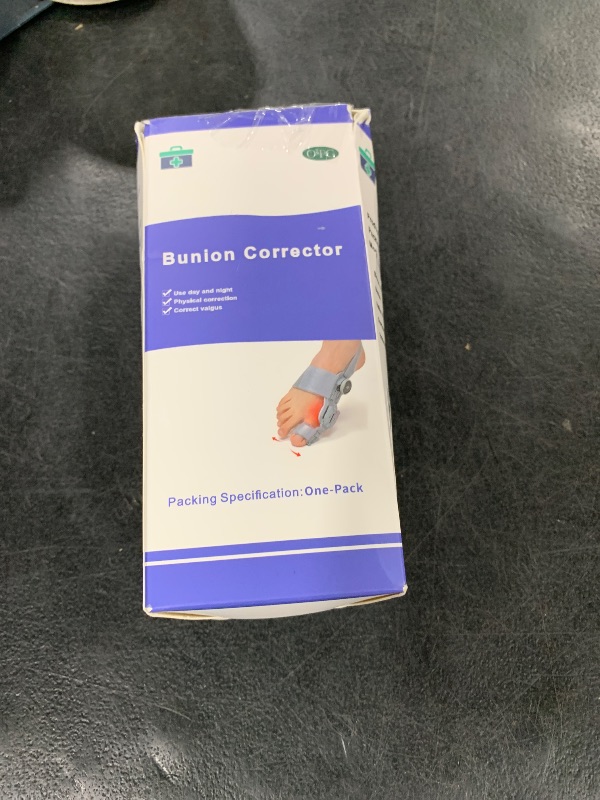 Bunion Corrector
Use day and night
Physical correction
Correct valgus
Packing Specification:One-Pack